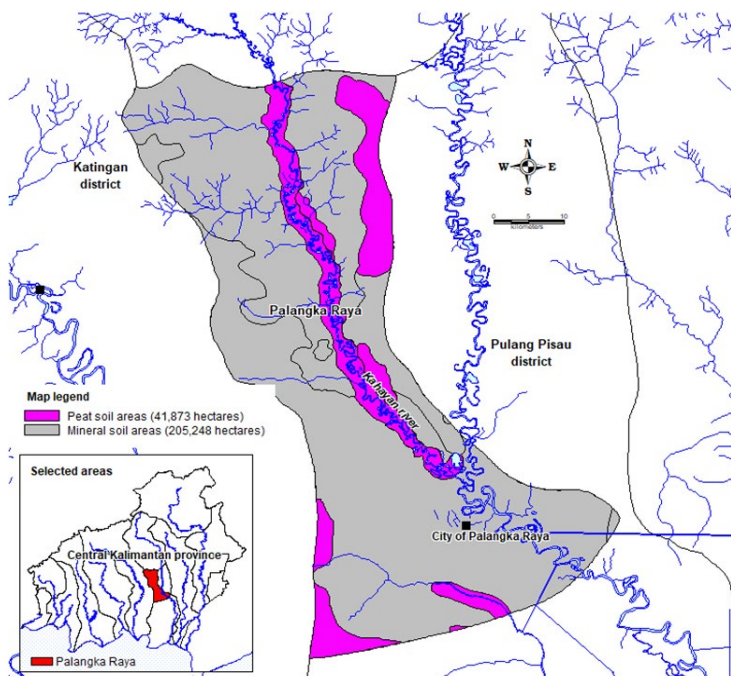 Katingan
district
N
W E
S
0 5 10
kilometers
Palangka Raya
Pulang Pisau
district
Kahayan river
Map legend
Peat soil areas (41,873 hectares)
Mineral soil areas (205,248 hectares)
City of Palangka Raya
Selected areas
Central Kalimantan province
Palangka Raya